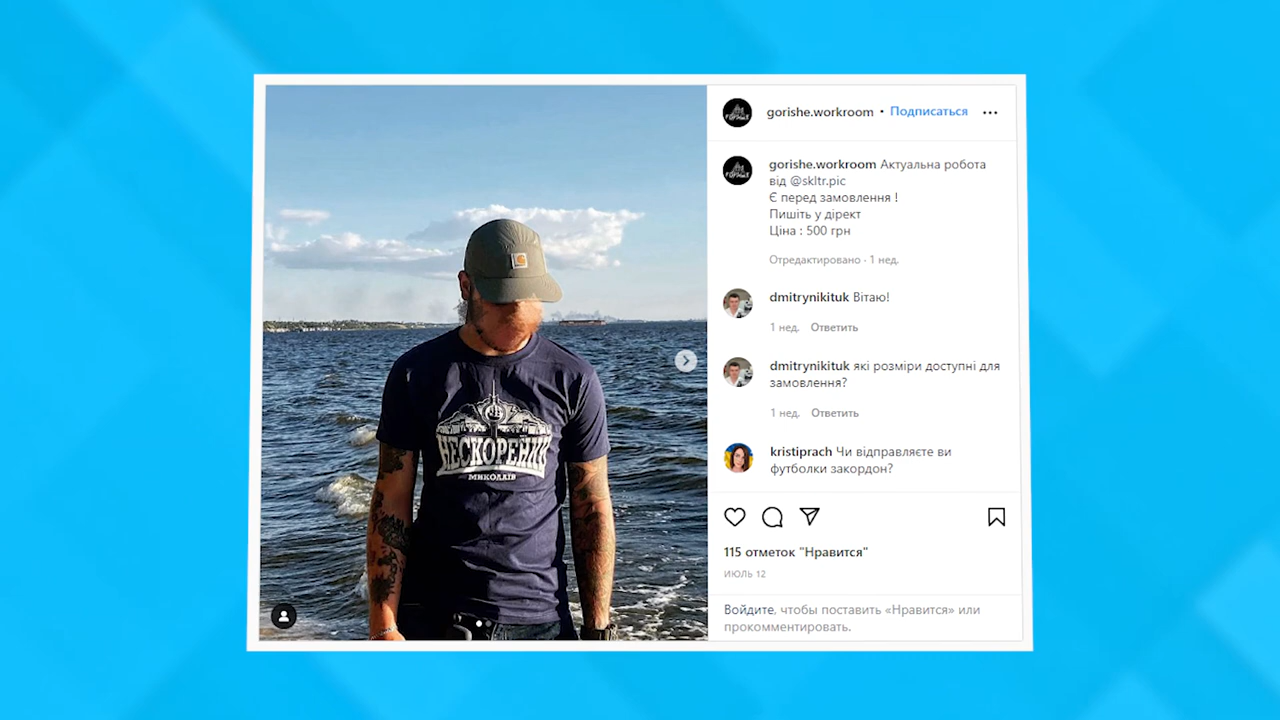 gorishe.workroom • Подписаться
gorishe.workroom Актуальна робота
від @skltr.pic
Є перед замовлення !
Пишіть у дірект
Ціна : 500 грн
Отредактировано · 1 нед.
dmitrynikituk Вітаю!
1 нед. Ответить
dmitrynikituk які розміри доступні для
замовлення?
1 нед. Ответить
kristiprach Чи відправляєте ви
футболки закордон?
115 отметок "Нравится"
ИЮЛЬ 12
Войдите, чтобы поставить «Нравится» или
прокомментировать.
НЕСКОРЕНИЙ
МИКОЛАЇВ